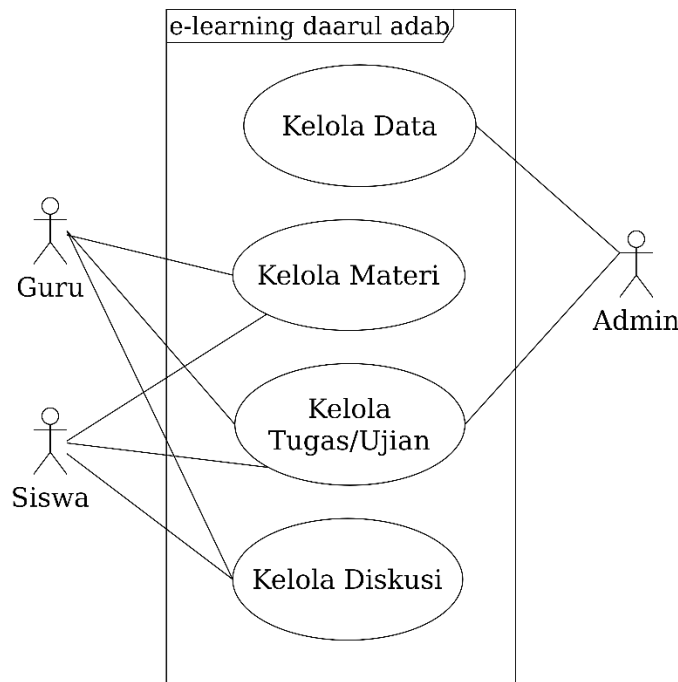 e-learning daarul adab
Kelola Data
Guru
Kelola Materi
Admin
Siswa
Kelola
Tugas/Ujian
Kelola Diskusi